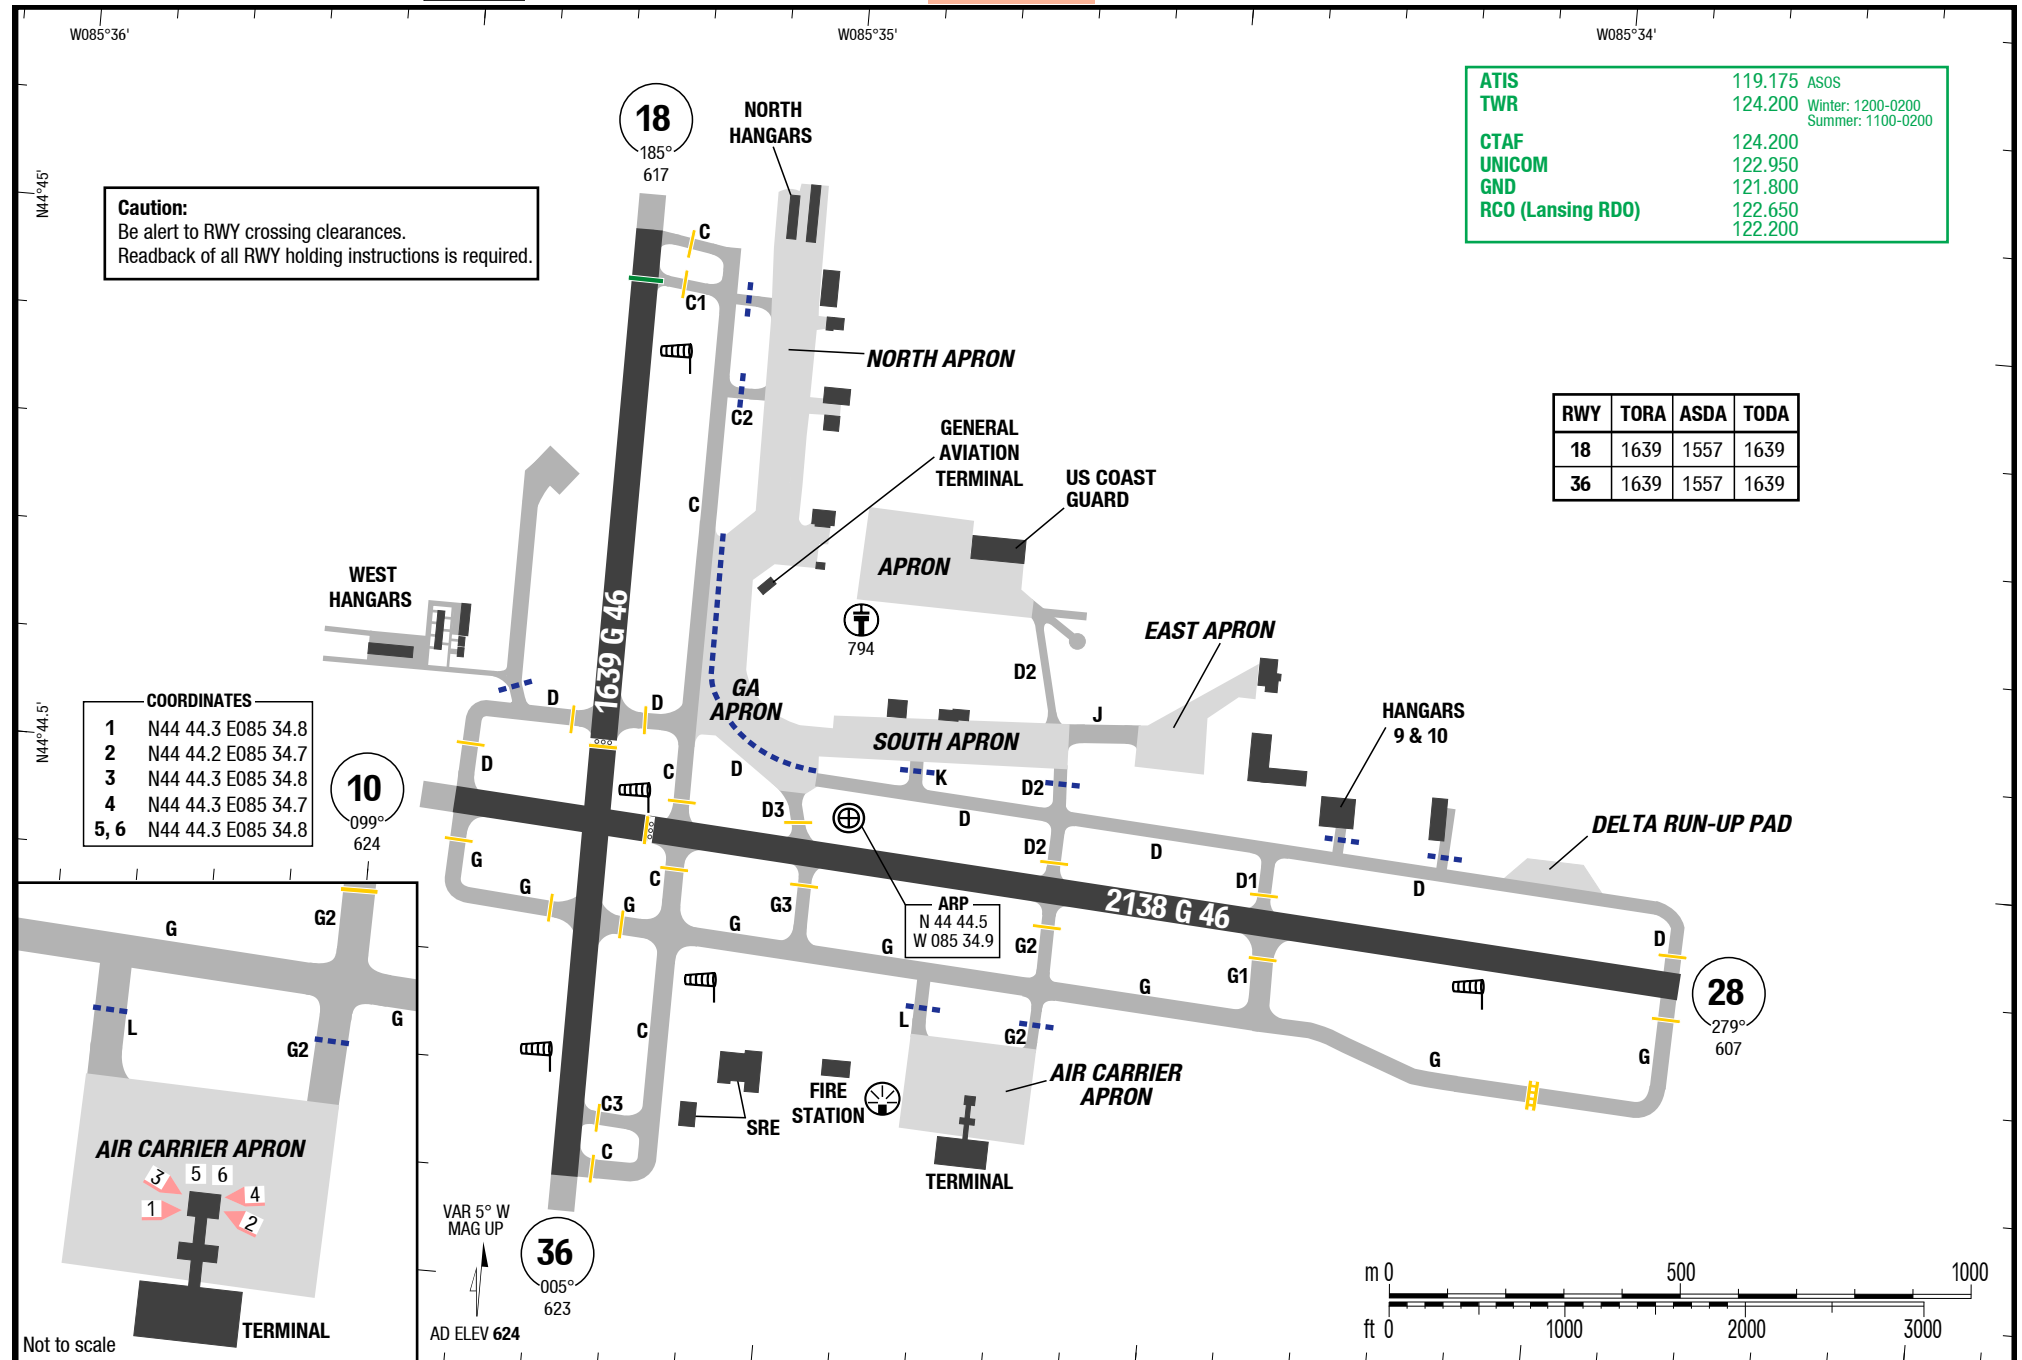 W085°36'
W085°35'
W085°34'
N44°45'
N44°44.5'
ATIS 119.175 ASOS
TWR 124.200 Winter: 1200-0200
Summer: 1100-0200
CTAF 124.200
UNICOM 122.950
GND 121.800
RCO (Lansing RDO) 122.650
122.200
Caution:
Be alert to RWY crossing clearances.
Readback of all RWY holding instructions is required.
18
185°
617
NORTH
HANGARS
C
C1
NORTH APRON
C2
RWY TORA ASDA TODA
18 1639 1557 1639
36 1639 1557 1639
GENERAL
AVIATION
TERMINAL
US COAST
GUARD
C
APRON
WEST
HANGARS
1639 G 46
794
EAST APRON
D2
D
D
GA
APRON
J
SOUTH APRON
HANGARS
9 & 10
COORDINATES
1 N44 44.3 E085 34.8
2 N44 44.2 E085 34.7
3 N44 44.3 E085 34.8
4 N44 44.3 E085 34.7
5, 6 N44 44.3 E085 34.8
10
099°
624
D
C
D
K
D2
D3
D
D2
D
DELTA RUN-UP PAD
G
C
G
G
G3
G
ARP
N 44 44.5
W 085 34.9
G
2138 G 46
D1
D
D
G2
G1
G
28
279°
607
L
G2
G
G
C
AIR CARRIER
APRON
FIRE
STATION
SRE
TERMINAL
C3
C
36
005°
623
VAR 5° W
MAG UP
AD ELEV 624
G
G2
G
L
G2
AIR CARRIER APRON
3
5
6
4
1
2
TERMINAL
Not to scale
m 0 500 1000
ft 0 1000 2000 3000